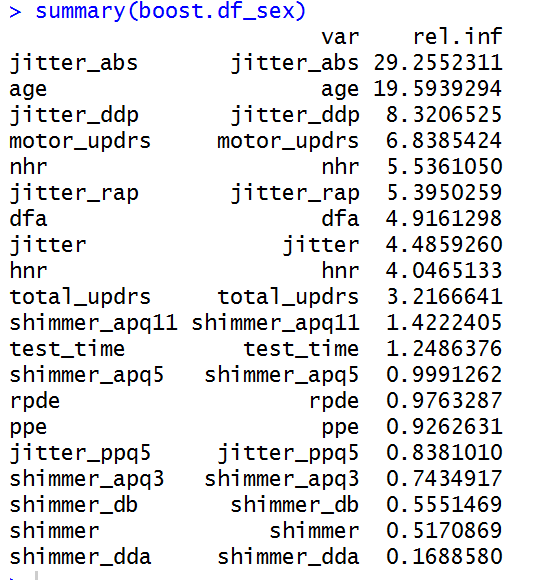 > summary(boost.df_sex)
var rel.inf
jitter_abs jitter_abs 29.2552311
age age 19.5939294
jitter_ddp jitter_ddp 8.3206525
motor_updrs motor_updrs 6.8385424
nhr nhr 5.5361050
jitter_rap jitter_rap 5.3950259
dfa dfa 4.9161298
jitter jitter 4.4859260
hnr hnr 4.0465133
total_updrs total_updrs 3.2166641
shimmer_apq11 shimmer_apq11 1.4222405
test_time test_time 1.2486376
shimmer_apq5 shimmer_apq5 0.9991262
rpde rpde 0.9763287
ppe ppe 0.9262631
jitter_ppq5 jitter_ppq5 0.8381010
shimmer_apq3 shimmer_apq3 0.7434917
shimmer_db shimmer_db 0.5551469
shimmer shimmer 0.5170869
shimmer_dda shimmer_dda 0.1688580